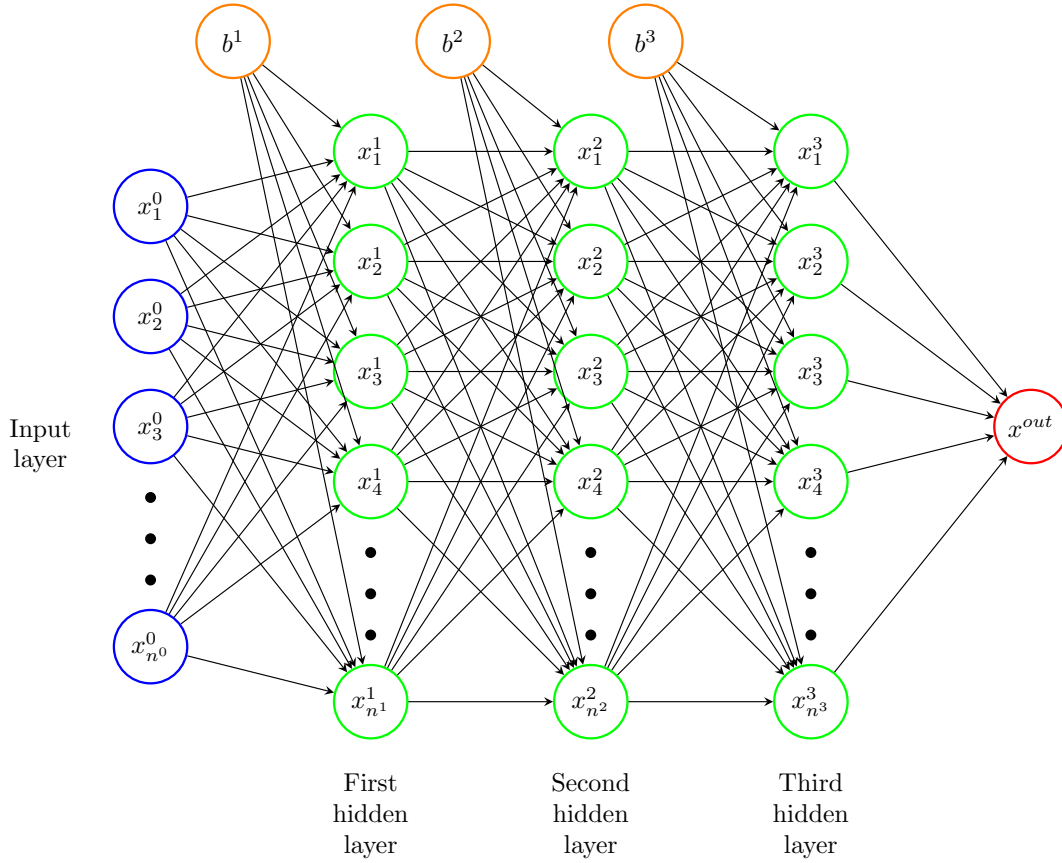 b^1 b^2 b^3
x_1^1 x_1^2 x_1^3
x_1^0
x_2^1 x_2^2 x_2^3
x_2^0
x_3^1 x_3^2 x_3^3
x_3^0 x^{out}
Input
layer
x_4^1 x_4^2 x_4^3
x_{n^0}^0
x_{n^1}^1 x_{n^2}^2 x_{n^3}^3
First
hidden
layer
Second
hidden
layer
Third
hidden
layer